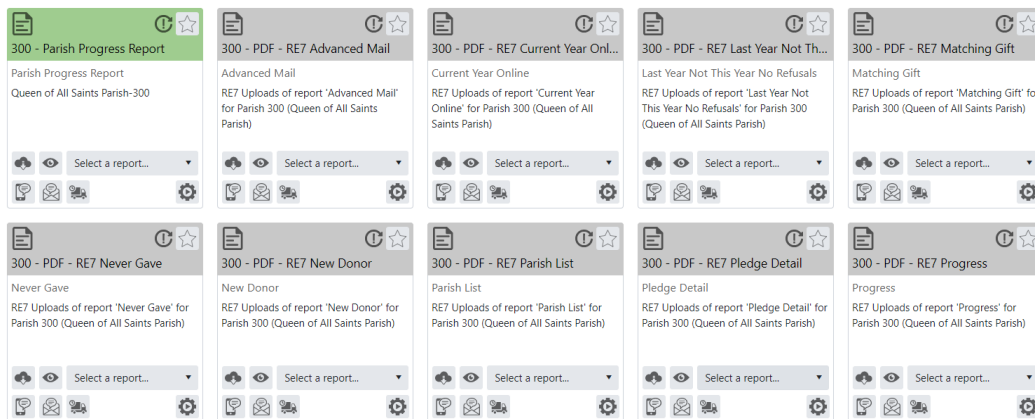 300 - Parish Progress Report
Parish Progress Report
Queen of All Saints Parish-300
Select a report...
300 - PDF - RE7 Advanced Mail
Advanced Mail
RE7 Uploads of report 'Advanced Mail'
for Parish 300 (Queen of All Saints
Parish)
Select a report...
300 - PDF - RE7 Current Year Onl...
Current Year Online
RE7 Uploads of report 'Current Year
Online' for Parish 300 (Queen of All
Saints Parish)
Select a report...
300 - PDF - RE7 Last Year Not Th...
Last Year Not This Year No Refusals
RE7 Uploads of report 'Last Year Not
This Year No Refusals' for Parish 300
(Queen of All Saints Parish)
Select a report...
300 - PDF - RE7 Matching Gift
Matching Gift
RE7 Uploads of report 'Matching Gift' fo
Parish 300 (Queen of All Saints Parish)
Select a report...
300 - PDF - RE7 Never Gave
Never Gave
RE7 Uploads of report 'Never Gave' for
Parish 300 (Queen of All Saints Parish)
Select a report...
300 - PDF - RE7 New Donor
New Donor
RE7 Uploads of report 'New Donor' for
Parish 300 (Queen of All Saints Parish)
Select a report...
300 - PDF - RE7 Parish List
Parish List
RE7 Uploads of report 'Parish List' for
Parish 300 (Queen of All Saints Parish)
Select a report...
300 - PDF - RE7 Pledge Detail
Pledge Detail
RE7 Uploads of report 'Pledge Detail' for
Parish 300 (Queen of All Saints Parish)
Select a report...
300 - PDF - RE7 Progress
Progress
RE7 Uploads of report 'Progress' for
Parish 300 (Queen of All Saints Parish)
Select a report...